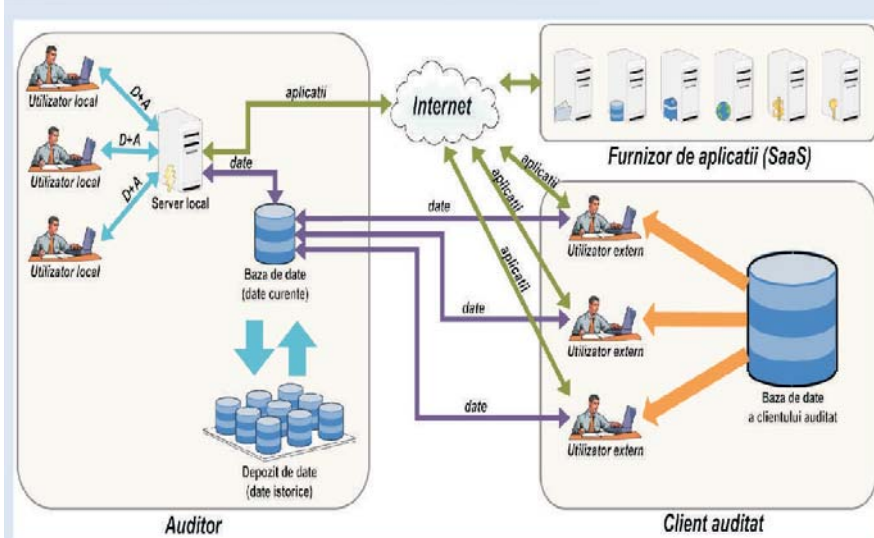 Utilizator local
D+A
Utilizator local
D+A
Utilizator local
D+A
Server local
aplicatii
date
Baza de date
(date curente)
Depozit de date
(date istorice)
Auditor
Internet
Furnizor de aplicatii (SaaS)
aplicatii
aplicatii
aplicatii
date
date
date
Utilizator extern
Utilizator extern
Utilizator extern
Baza de date
a clientului auditat
Client auditat